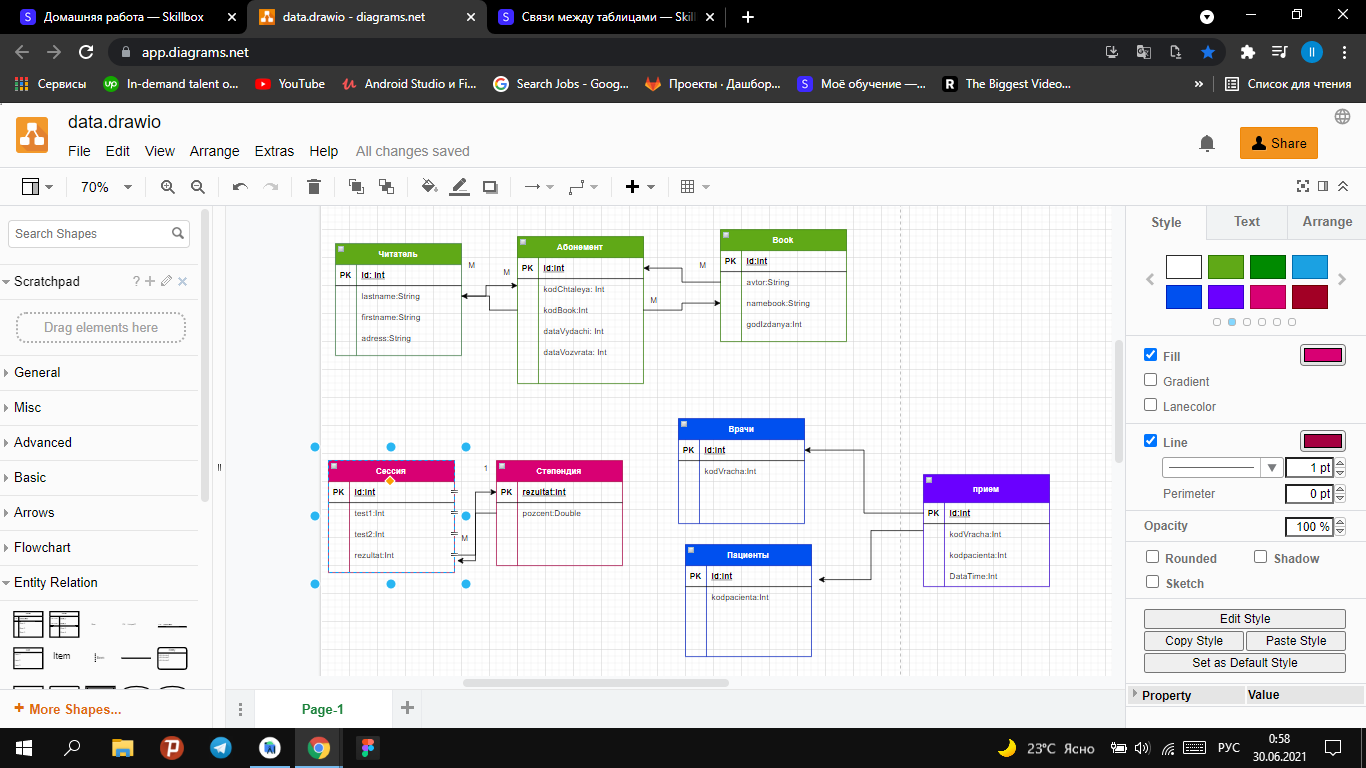 Домашняя работа — Skillbox
data.drawio - diagrams.net
Связи между таблицами — Skil
app.diagrams.net
Сервисы
In-demand talent o...
YouTube
Android Studio и Fi...
Search Jobs - Goog...
Проекты · Дашбор...
Моё обучение —...
The Biggest Video...
»
Список для чтения
data.drawio
File Edit View Arrange Extras Help All changes saved
Share
70%
Search Shapes
Scratchpad
Drag elements here
General
Misc
Advanced
Basic
Arrows
Flowchart
Entity Relation
Item
+ More Shapes...
Читатель
PK id: int
lastname:String
firstname:String
adress:String
M
M
Абонемент
PK id:int
kodChtaleya: Int
kodBook:Int
dataVydachi: Int
dataVozvrata: Int
M
M
Book
PK id:int
avtor:String
namebook:String
godIzdanya:Int
Сессия
PK id:int
test1:Int
test2:Int
rezultat:Int
1
M
Степендия
PK rezultat:int
pozcent:Double
Врачи
PK id:int
kodVracha:Int
Пациенты
PK id:int
kodpacienta:Int
прием
PK id:int
kodVracha:Int
kodpacienta:Int
DataTime:Int
Page-1
Style Text Arrange
Fill
Gradient
Lanecolor
Line
1 pt
Perimeter 0 pt
Opacity 100 %
Rounded Shadow
Sketch
Edit Style
Copy Style Paste Style
Set as Default Style
Property Value
23°C Ясно
РУС
0:58
30.06.2021